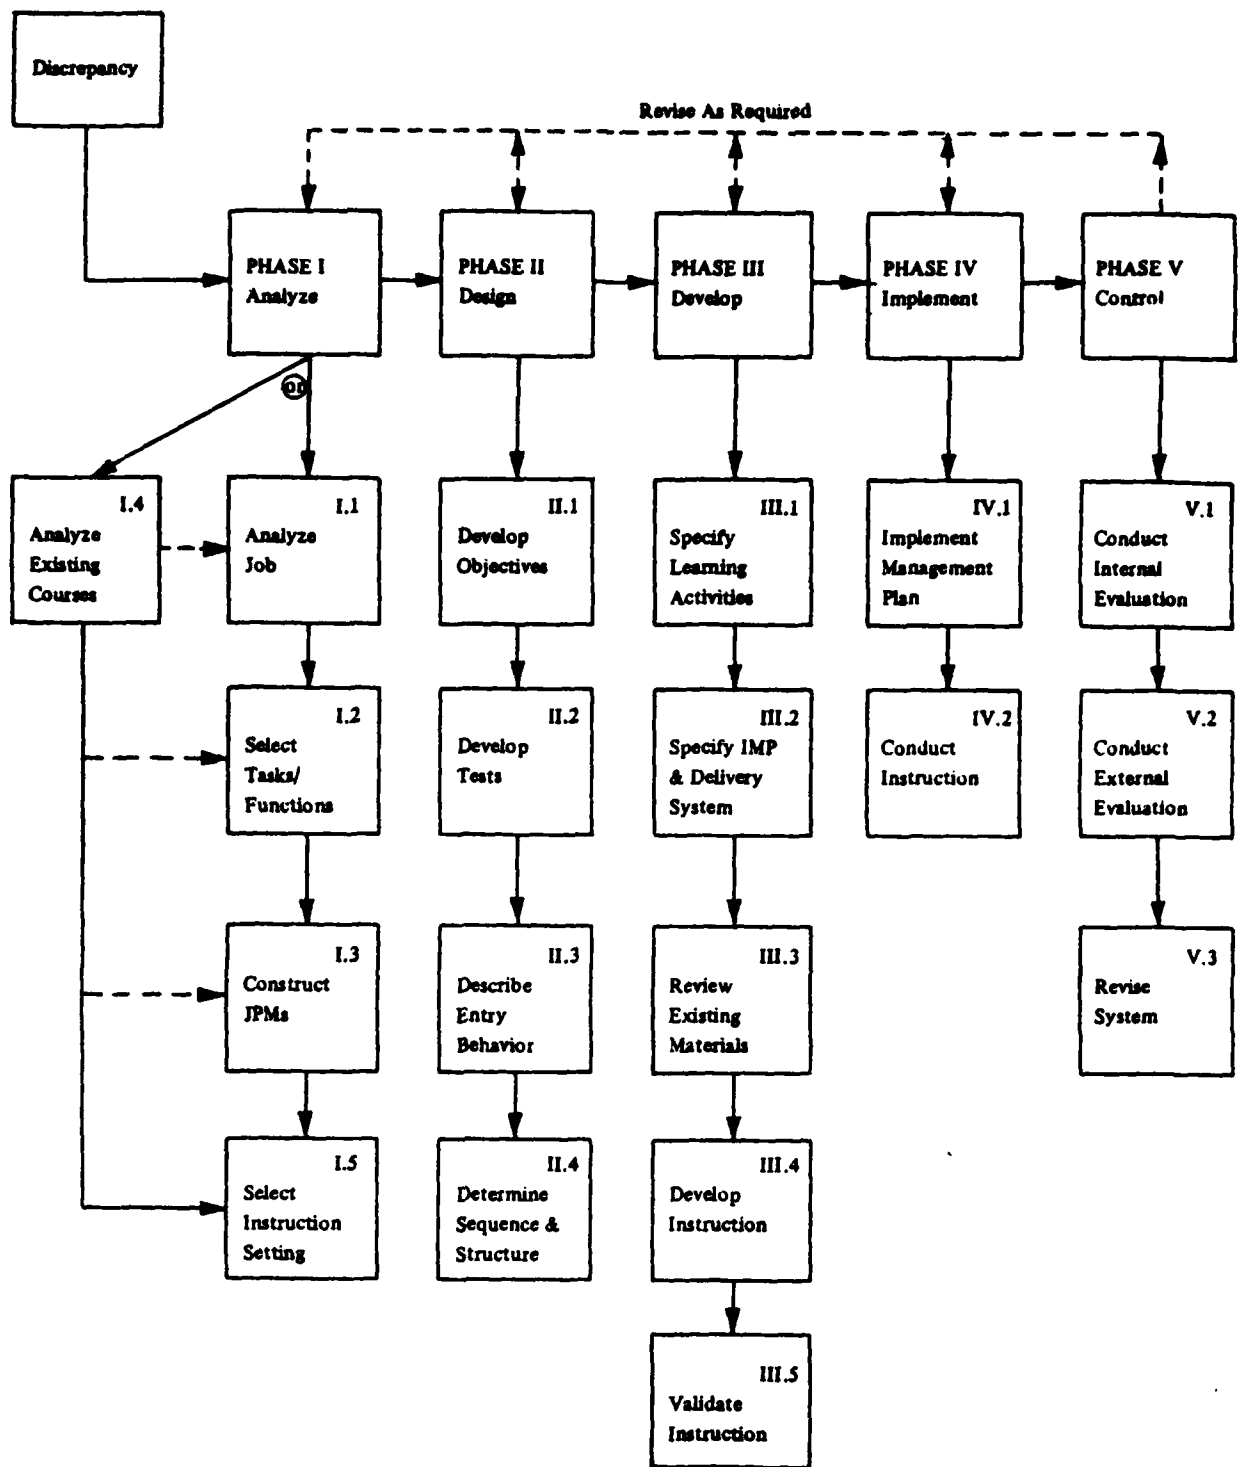 Discrepancy
Revise As Required
PHASE I
Analyze
PHASE II
Design
PHASE III
Develop
PHASE IV
Implement
PHASE V
Control
or
I.4
Analyze
Existing
Courses
I.1
Analyze
Job
II.1
Develop
Objectives
III.1
Specify
Learning
Activities
IV.1
Implement
Management
Plan
V.1
Conduct
Internal
Evaluation
I.2
Select
Tasks/
Functions
II.2
Develop
Tests
III.2
Specify IMP
& Delivery
System
IV.2
Conduct
Instruction
V.2
Conduct
External
Evaluation
I.3
Construct
JPMs
II.3
Describe
Entry
Behavior
III.3
Review
Existing
Materials
V.3
Revise
System
I.5
Select
Instruction
Setting
II.4
Determine
Sequence &
Structure
III.4
Develop
Instruction
III.5
Validate
Instruction